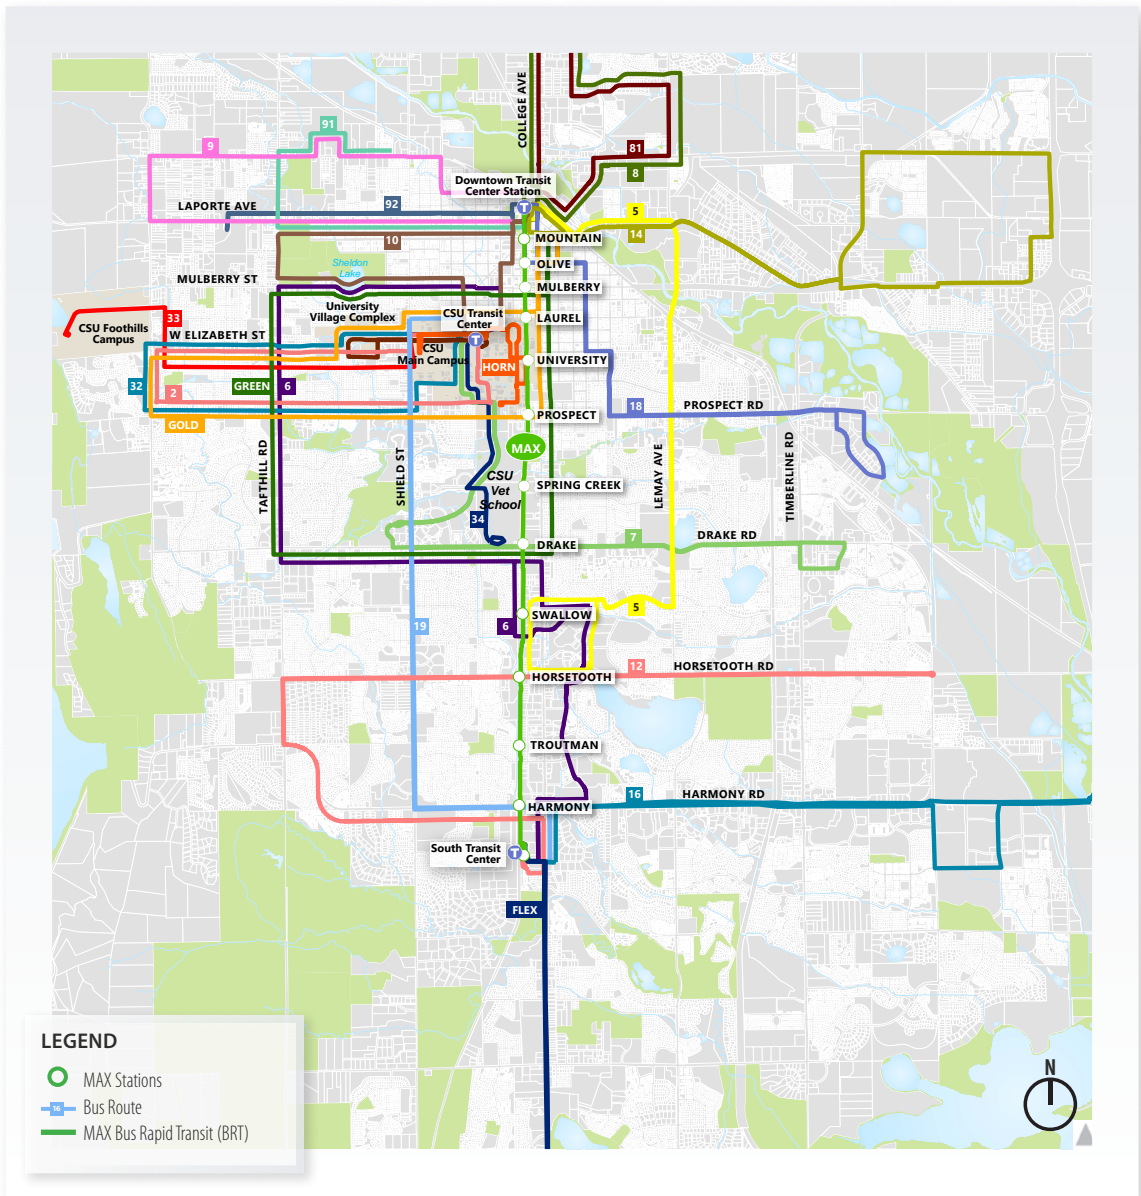 COLLEGE AVE
91
9
81
8
Downtown Transit
Center Station
T
LAPORTE AVE
92
5
14
10
MOUNTAIN
Sheldon
Lake
OLIVE
MULBERRY ST
MULBERRY
University
Village Complex
CSU Transit
Center
LAUREL
33
CSU Foothills
Campus
W ELIZABETH ST
T
CSU
Main Campus
UNIVERSITY
HORN
32
2
GREEN
6
18
PROSPECT RD
PROSPECT
GOLD
MAX
TAFTHILL RD
SHIELD ST
LEMAY AVE
TIMBERLINE RD
CSU
Vet
School
SPRING CREEK
34
7
DRAKE RD
DRAKE
5
SWALLOW
19
6
12
HORSETOOTH RD
HORSETOOTH
TROUTMAN
16
HARMONY RD
HARMONY
South Transit
Center
T
FLEX
LEGEND
MAX Stations
16
Bus Route
MAX Bus Rapid Transit (BRT)
N